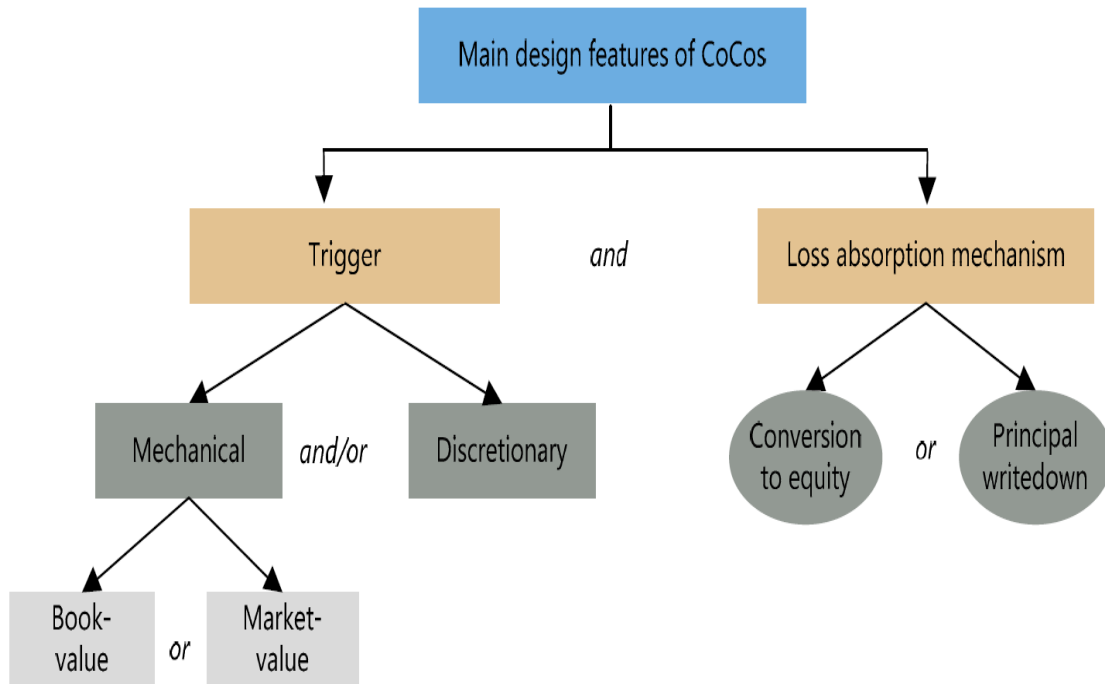 Main design features of CoCos
Trigger
and
Loss absorption mechanism
Mechanical
and/or
Discretionary
Conversion
to equity
or
Principal
writedown
Book-
value
or
Market-
value